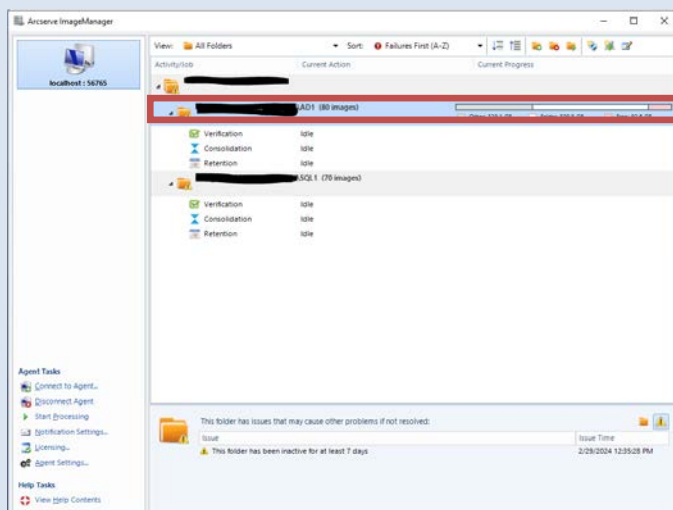 Arcserve ImageManager
localhost : 56765
View: All Folders Sort: Failures First (A-Z)
Activity/Job Current Action Current Progress
AD1 (80 images)
Verification Idle
Consolidation Idle
Retention Idle
SQL1 (70 images)
Verification Idle
Consolidation Idle
Retention Idle
Agent Tasks
Connect to Agent...
Disconnect Agent
Start Processing
Notification Settings...
Licensing...
Agent Settings...
Help Tasks
View Help Contents
This folder has issues that may cause other problems if not resolved:
Issue Issue Time
This folder has been inactive for at least 7 days 2/29/2024 12:35:28 PM